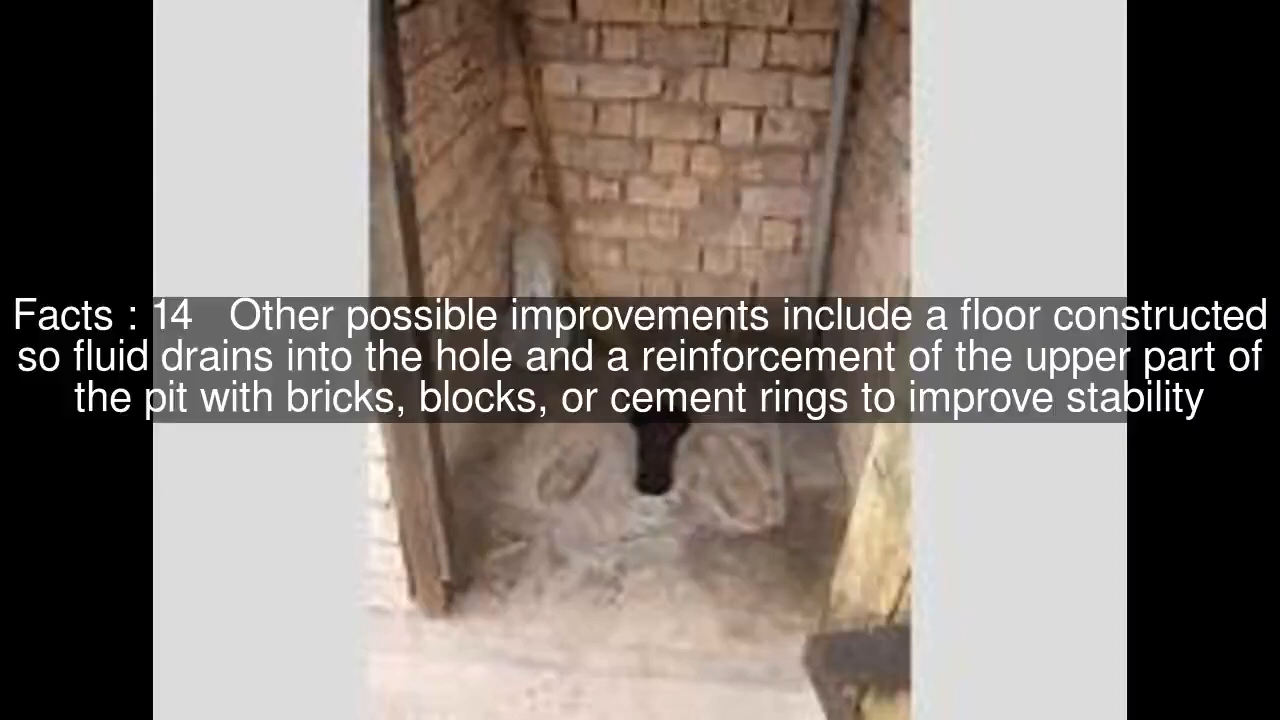 Facts : 14   Other possible improvements include a floor constructed
so fluid drains into the hole and a reinforcement of the upper part of
the pit with bricks, blocks, or cement rings to improve stability